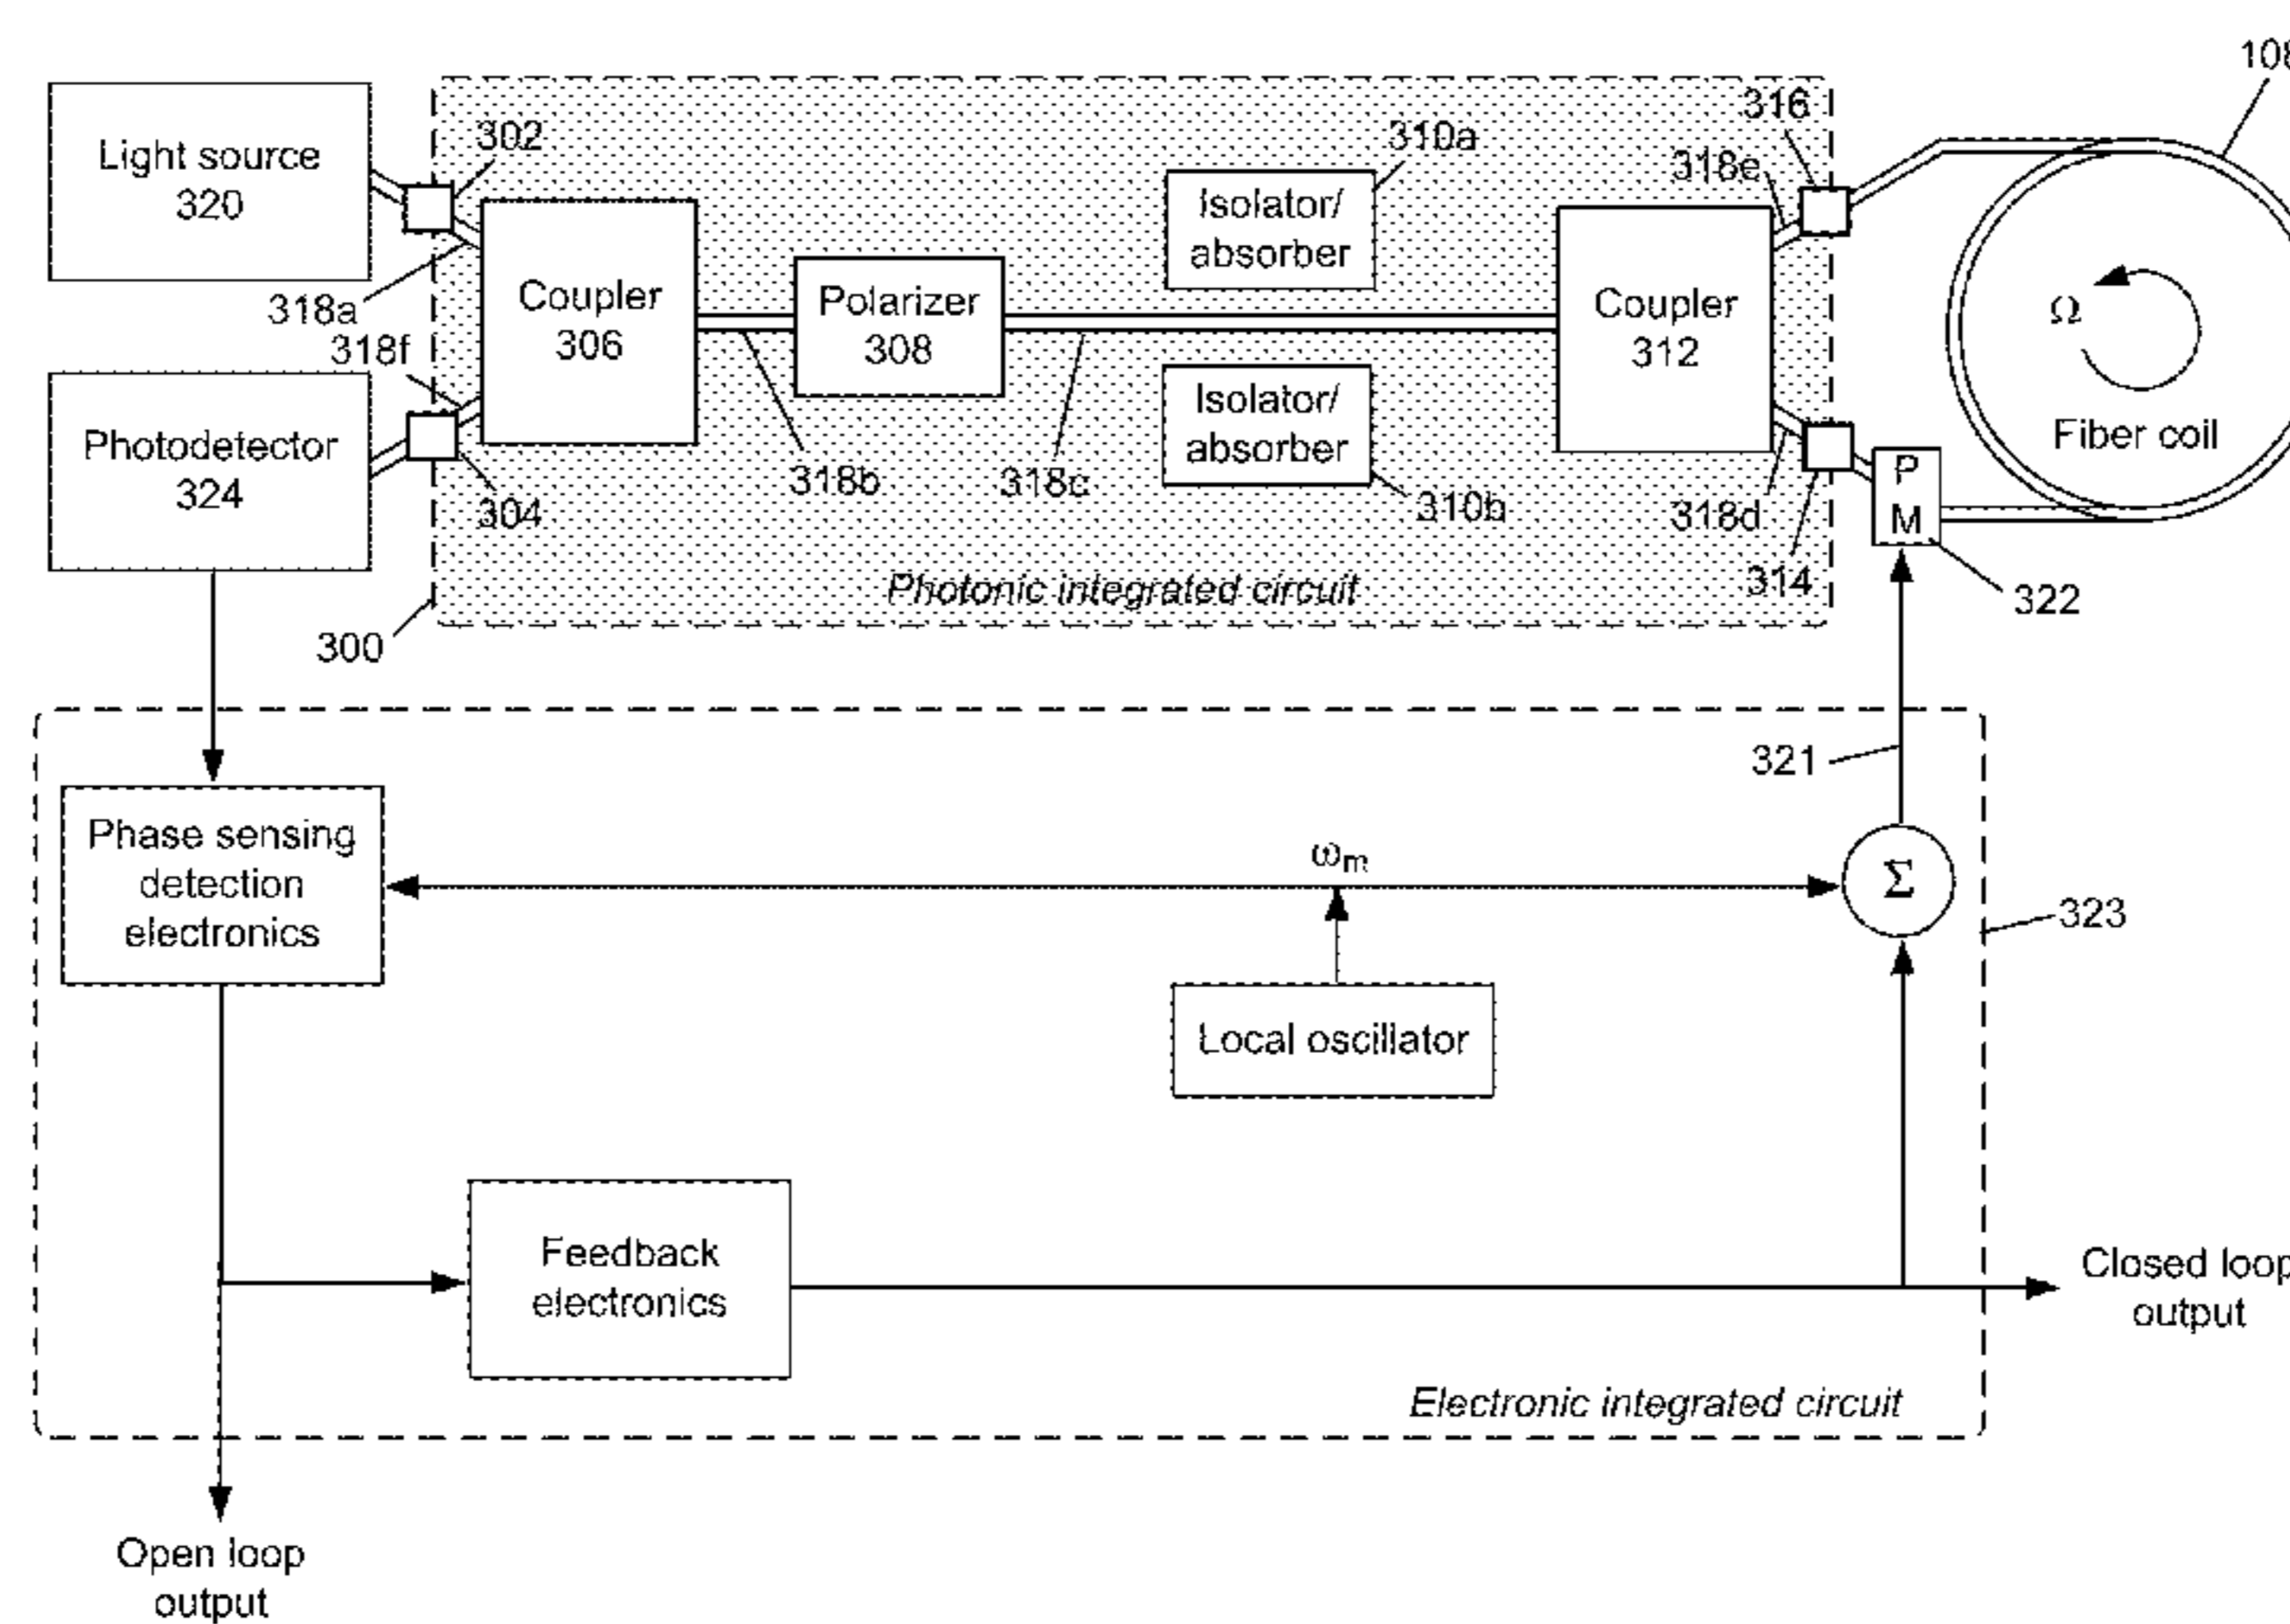 108
316
302
310a
318e
Light source
320
Isolator/
absorber
318a
Coupler
306
Polarizer
308
Coupler
312
Ω
318f
Photodetector
324
Isolator/
absorber
Fiber coil
318b
318c
310b
318d
P
M
304
314
322
Photonic integrated circuit
300
321
Phase sensing
detection
electronics
ωm
Σ
323
Local oscillator
Feedback
electronics
Closed loop
output
Electronic integrated circuit
Open loop
output